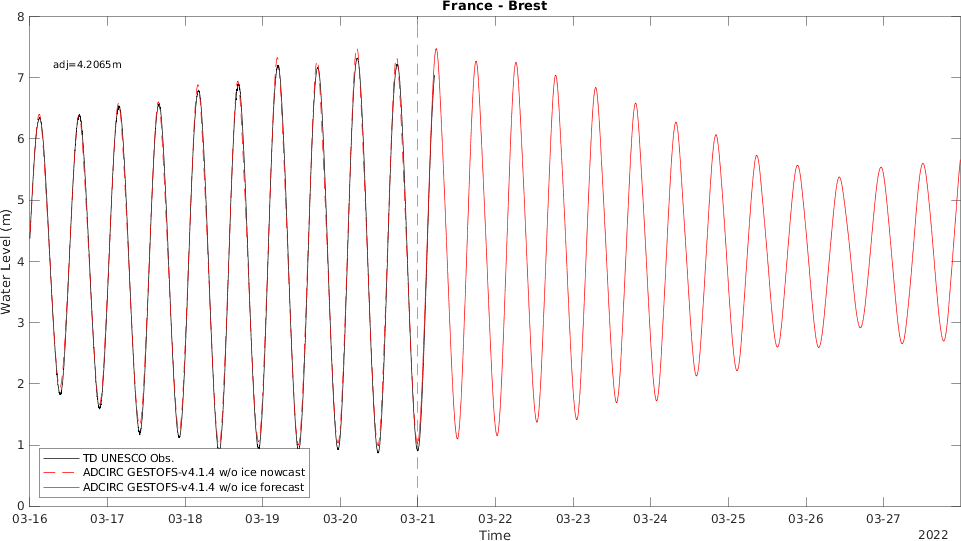 France - Brest
adj=4.2065m
8
7
6
5
4
3
2
1
0
Water Level (m)
TD UNESCO Obs.
ADCIRC GESTOFS-v4.1.4 w/o ice nowcast
ADCIRC GESTOFS-v4.1.4 w/o ice forecast
03-16 03-17 03-18 03-19 03-20 03-21 03-22 03-23 03-24 03-25 03-26 03-27
Time
2022